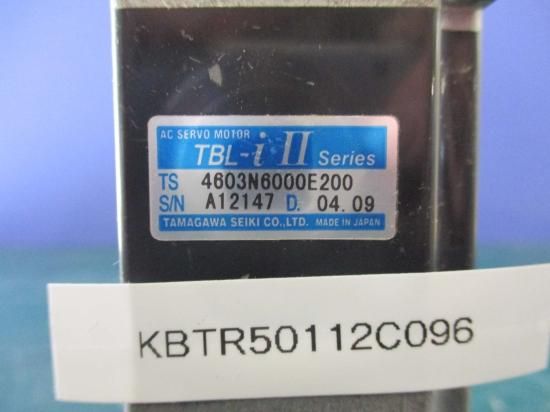 AC SERVO MOTOR
TBL-i II Series
TS 4603N6000E200
S/N A12147 D. 04.09
TAMAGAWA SEIKI CO.,LTD. MADE IN JAPAN
KBTR50112C096